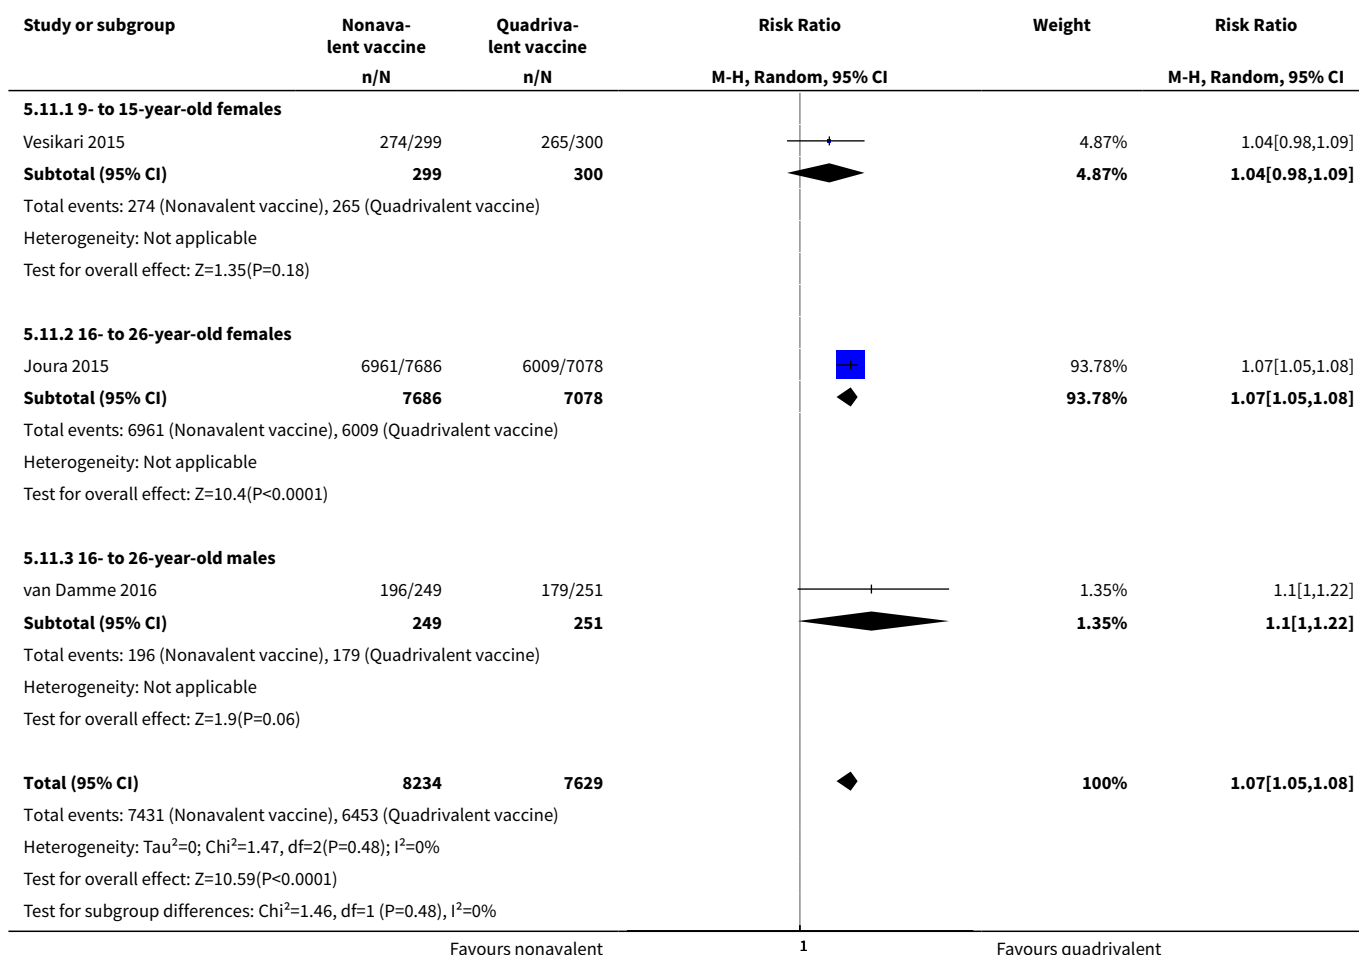 Study or subgroup Nonava- Quadriva- Risk Ratio Weight Risk Ratio
lent vaccine lent vaccine
n/N n/N M-H, Random, 95% CI M-H, Random, 95% CI
5.11.1 9- to 15-year-old females
Vesikari 2015 274/299 265/300 4.87% 1.04[0.98,1.09]
Subtotal (95% CI) 299 300 4.87% 1.04[0.98,1.09]
Total events: 274 (Nonavalent vaccine), 265 (Quadrivalent vaccine)
Heterogeneity: Not applicable
Test for overall effect: Z=1.35(P=0.18)
5.11.2 16- to 26-year-old females
Joura 2015 6961/7686 6009/7078 93.78% 1.07[1.05,1.08]
Subtotal (95% CI) 7686 7078 93.78% 1.07[1.05,1.08]
Total events: 6961 (Nonavalent vaccine), 6009 (Quadrivalent vaccine)
Heterogeneity: Not applicable
Test for overall effect: Z=10.4(P<0.0001)
5.11.3 16- to 26-year-old males
van Damme 2016 196/249 179/251 1.35% 1.1[1,1.22]
Subtotal (95% CI) 249 251 1.35% 1.1[1,1.22]
Total events: 196 (Nonavalent vaccine), 179 (Quadrivalent vaccine)
Heterogeneity: Not applicable
Test for overall effect: Z=1.9(P=0.06)
Total (95% CI) 8234 7629 100% 1.07[1.05,1.08]
Total events: 7431 (Nonavalent vaccine), 6453 (Quadrivalent vaccine)
Heterogeneity: Tau²=0; Chi²=1.47, df=2(P=0.48); I²=0%
Test for overall effect: Z=10.59(P<0.0001)
Test for subgroup differences: Chi²=1.46, df=1 (P=0.48), I²=0%
Favours nonavalent 1 Favours quadrivalent